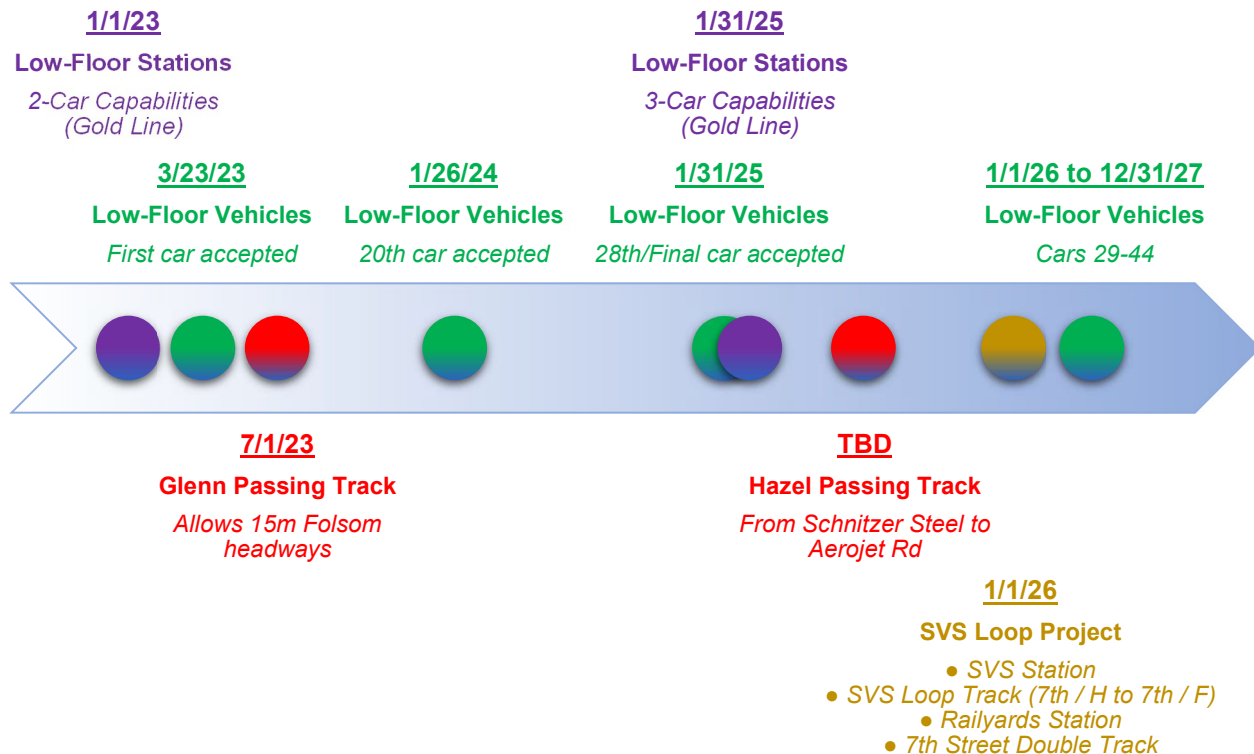 1/1/23
Low-Floor Stations
2-Car Capabilities
(Gold Line)
1/31/25
Low-Floor Stations
3-Car Capabilities
(Gold Line)
3/23/23
Low-Floor Vehicles
First car accepted
1/26/24
Low-Floor Vehicles
20th car accepted
1/31/25
Low-Floor Vehicles
28th/Final car accepted
1/1/26 to 12/31/27
Low-Floor Vehicles
Cars 29-44
7/1/23
Glenn Passing Track
Allows 15m Folsom
headways
TBD
Hazel Passing Track
From Schnitzer Steel to
Aerojet Rd
1/1/26
SVS Loop Project
● SVS Station
● SVS Loop Track (7th / H to 7th / F)
● Railyards Station
● 7th Street Double Track